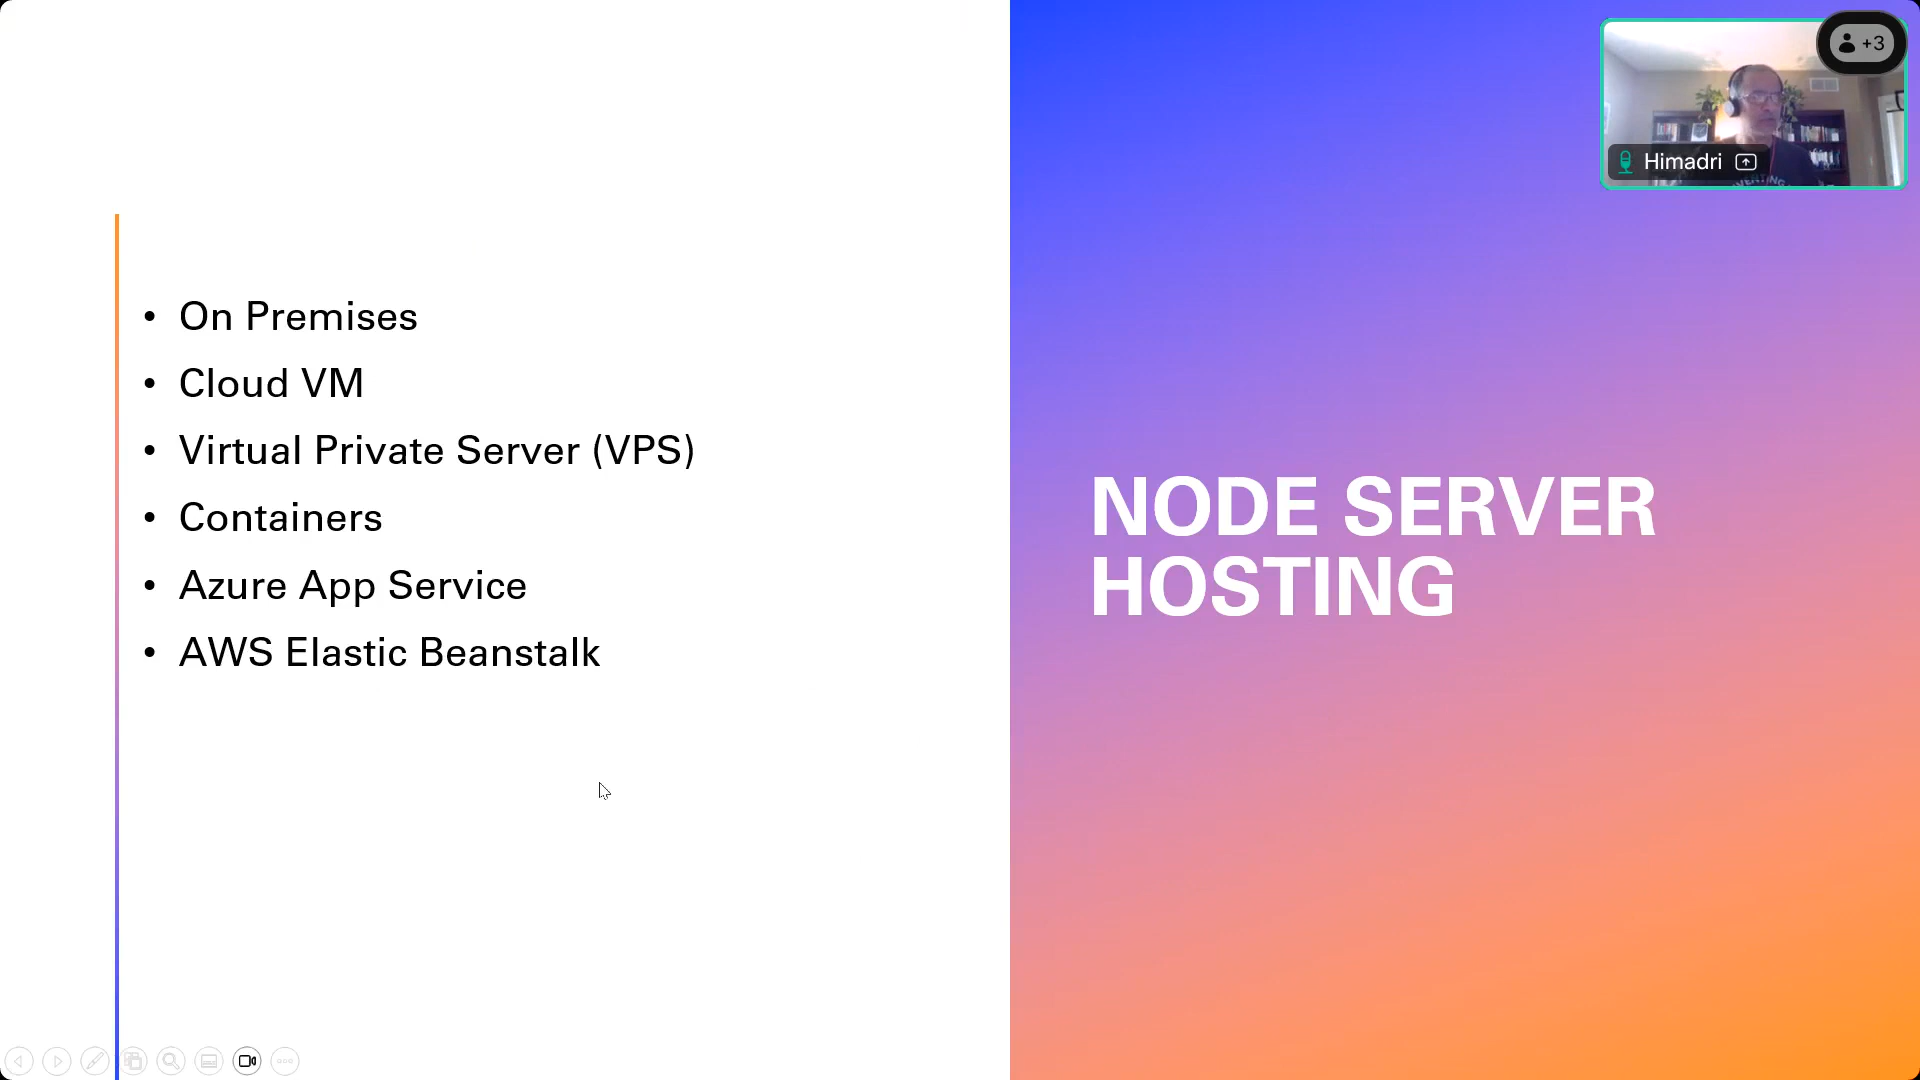 On Premises
Cloud VM
Virtual Private Server (VPS)
Containers
Azure App Service
AWS Elastic Beanstalk
NODE SERVER
HOSTING
+3
Himadri